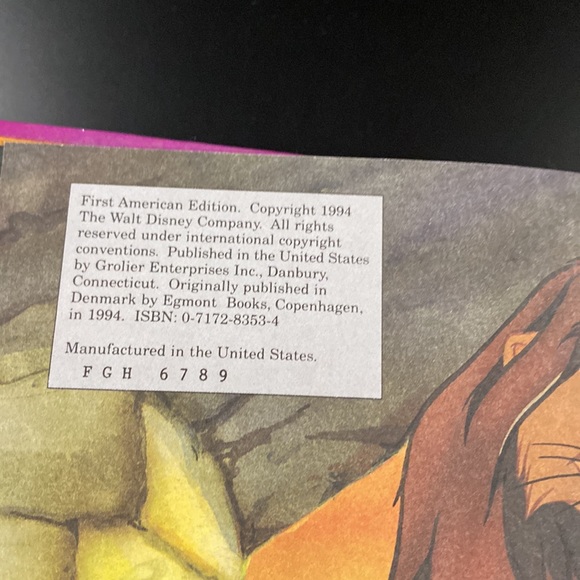 First American Edition. Copyright 1994
The Walt Disney Company. All rights
reserved under international copyright
conventions. Published in the United States
by Grolier Enterprises Inc., Danbury,
Connecticut. Originally published in
Denmark by Egmont Books, Copenhagen,
in 1994. ISBN: 0-7172-8353-4
Manufactured in the United States.
F G H 6 7 8 9